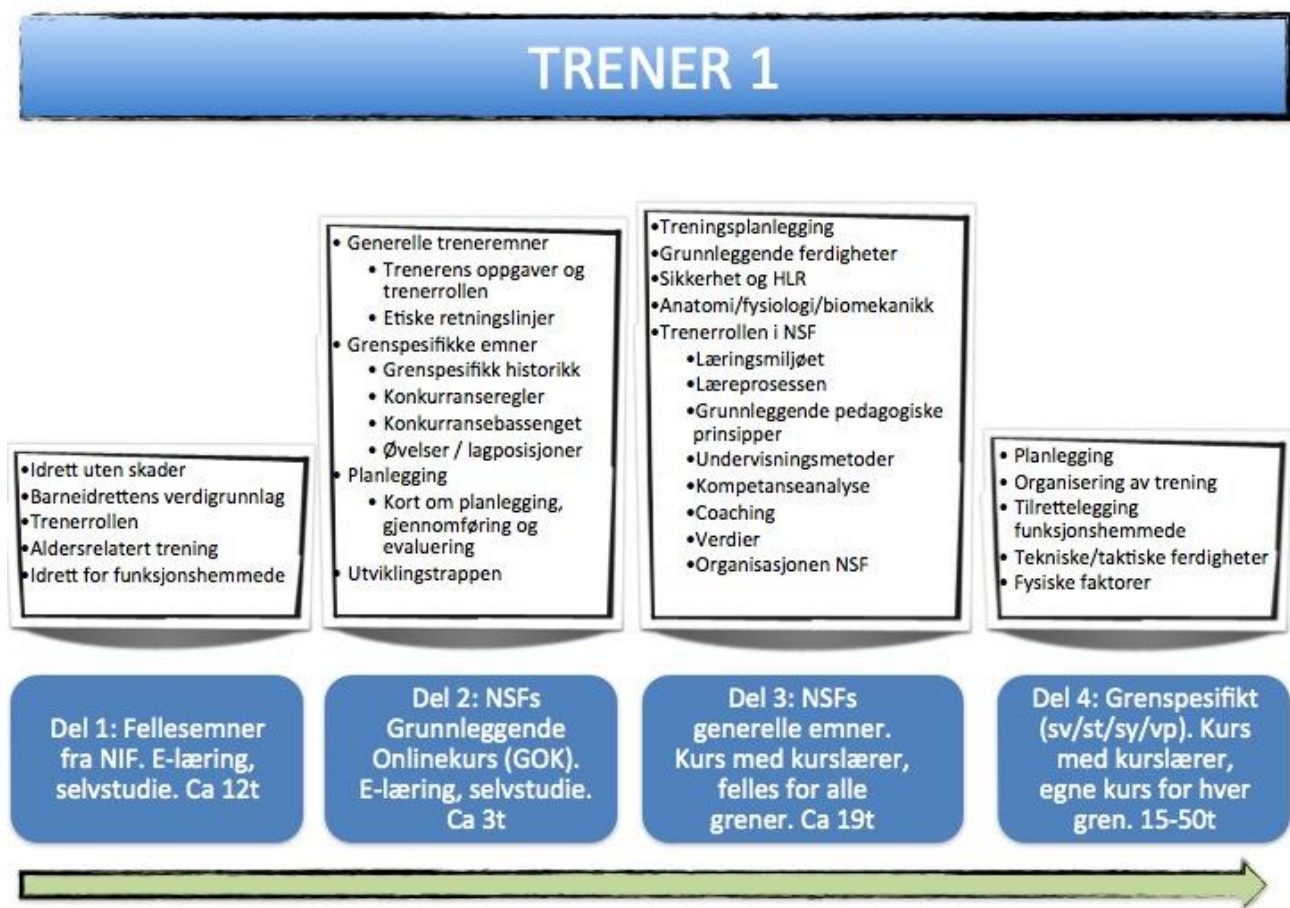 TRENER 1
•Idrett uten skader
•Barneidrettens verdigrunnlag
•Trenerrollen
•Aldersrelatert trening
•Idrett for funksjonshemmede
• Generelle treneremner
• Trenerens oppgaver og
trenerrollen
• Etiske retningslinjer
• Grenspesifikke emner
• Grenspesifikk historikk
• Konkurranseregler
• Konkurransebassenget
• Øvelser / lagposisjoner
• Planlegging
• Kort om planlegging,
gjennomføring og
evaluering
• Utviklingstrappen
•Treningsplanlegging
•Grunnleggende ferdigheter
•Sikkerhet og HLR
•Anatomi/fysiologi/biomekanikk
•Trenerrollen i NSF
•Læringsmiljøet
•Læreprosessen
•Grunnleggende pedagogiske
prinsipper
•Undervisningsmetoder
•Kompetanseanalyse
•Coaching
•Verdier
•Organisasjonen NSF
• Planlegging
• Organisering av trening
• Tilrettelegging
funksjonshemmede
• Tekniske/taktiske ferdigheter
• Fysiske faktorer
Del 1: Fellesemner
fra NIF. E-læring,
selvstudie. Ca 12t
Del 2: NSFs
Grunnleggende
Onlinekurs (GOK).
E-læring, selvstudie.
Ca 3t
Del 3: NSFs
generelle emner.
Kurs med kurslærer,
felles for alle
grener. Ca 19t
Del 4: Grenspesifikt
(sv/st/sy/vp). Kurs
med kurslærer,
egne kurs for hver
gren. 15-50t